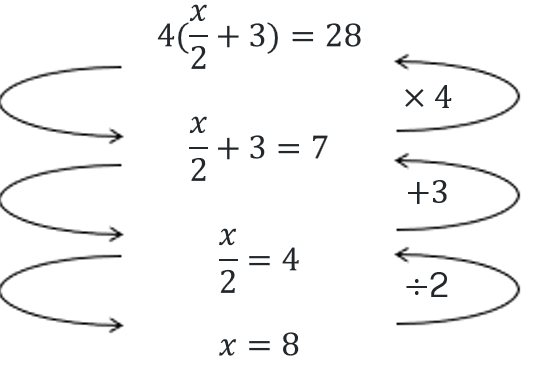 4(x/2 + 3) = 28
× 4
x/2 + 3 = 7
+3
x/2 = 4
÷2
x = 8